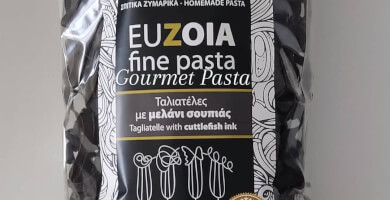 ΣΠΙΤΙΚΑ ΖΥΜΑΡΙΚΑ - HOMEMADE PASTA
EUZOIA
fine pasta
Gourmet Pasta
Ταλιατέλες
με μελάνι σουπιάς
Tagliatelle with cuttlefish ink